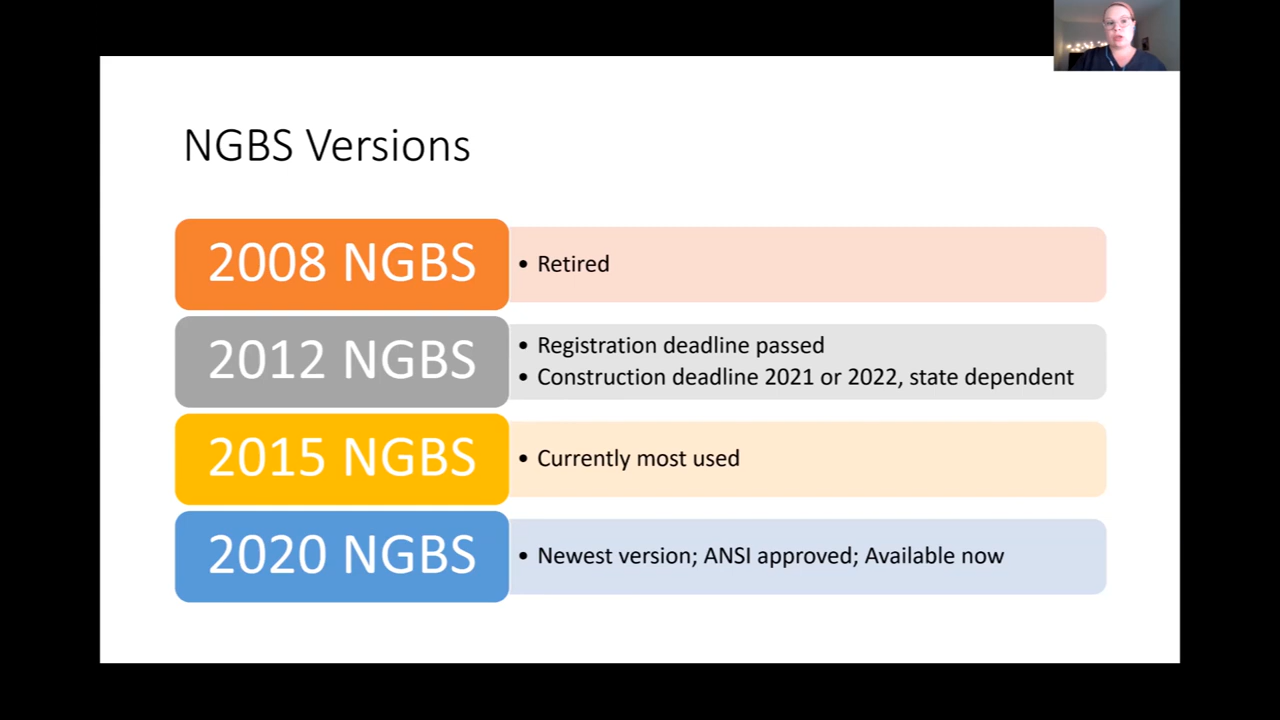 NGBS Versions
2008 NGBS
• Retired
2012 NGBS
• Registration deadline passed
• Construction deadline 2021 or 2022, state dependent
2015 NGBS
• Currently most used
2020 NGBS
• Newest version; ANSI approved; Available now